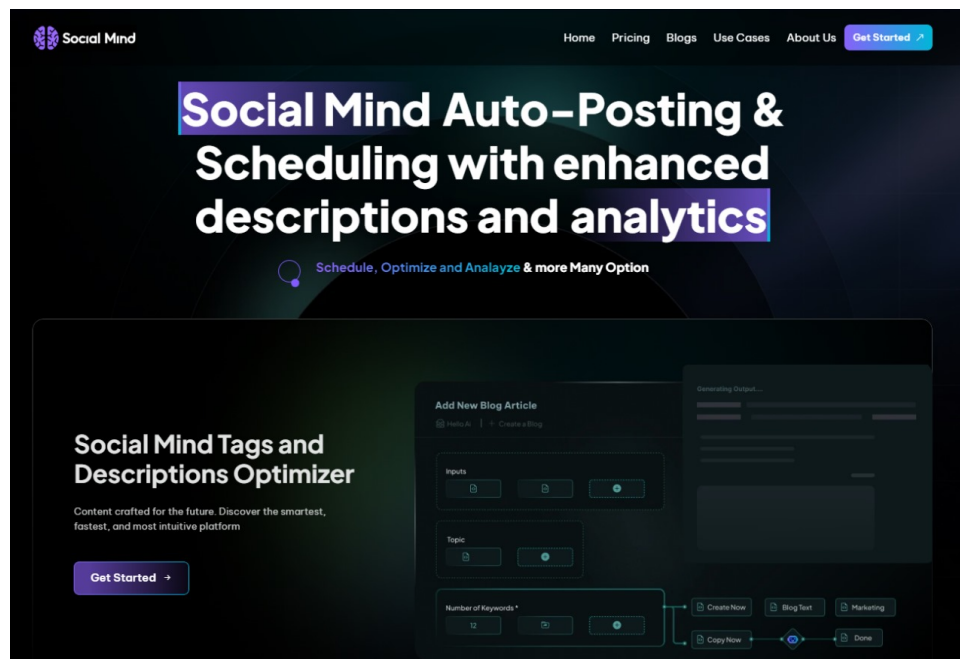 Social Mind
Home Pricing Blogs Use Cases About Us Get Started
Social Mind Auto-Posting &
Scheduling with enhanced
descriptions and analytics
Schedule, Optimize and Analayze & more Many Option
Generating Output....
Add New Blog Article
Hello Ai | + Create a Blog
Social Mind Tags and
Descriptions Optimizer
Inputs
Content crafted for the future. Discover the smartest,
fastest, and most intuitive platform
Topic
Get Started
Number of Keywords *
12
Create Now Blog Text Marketing
Copy Now Done